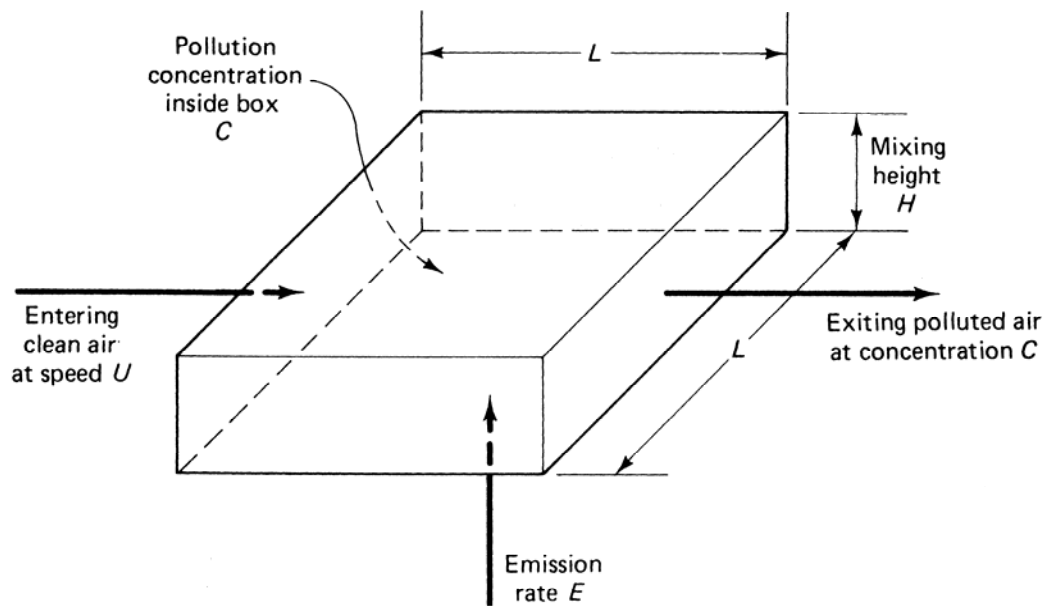 Pollution
concentration
inside box
C
L
Mixing
height
H
Entering
clean air
at speed U
L
Exiting polluted air
at concentration C
Emission
rate E